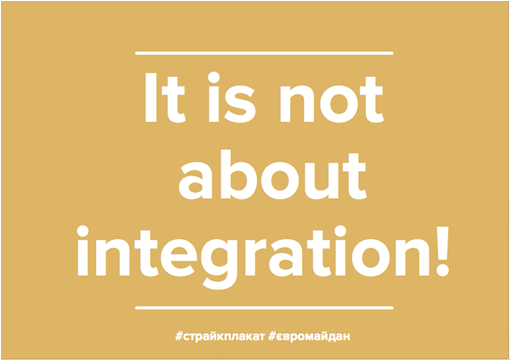 It is not
about
integration!
#страйкплакат #євромайдан